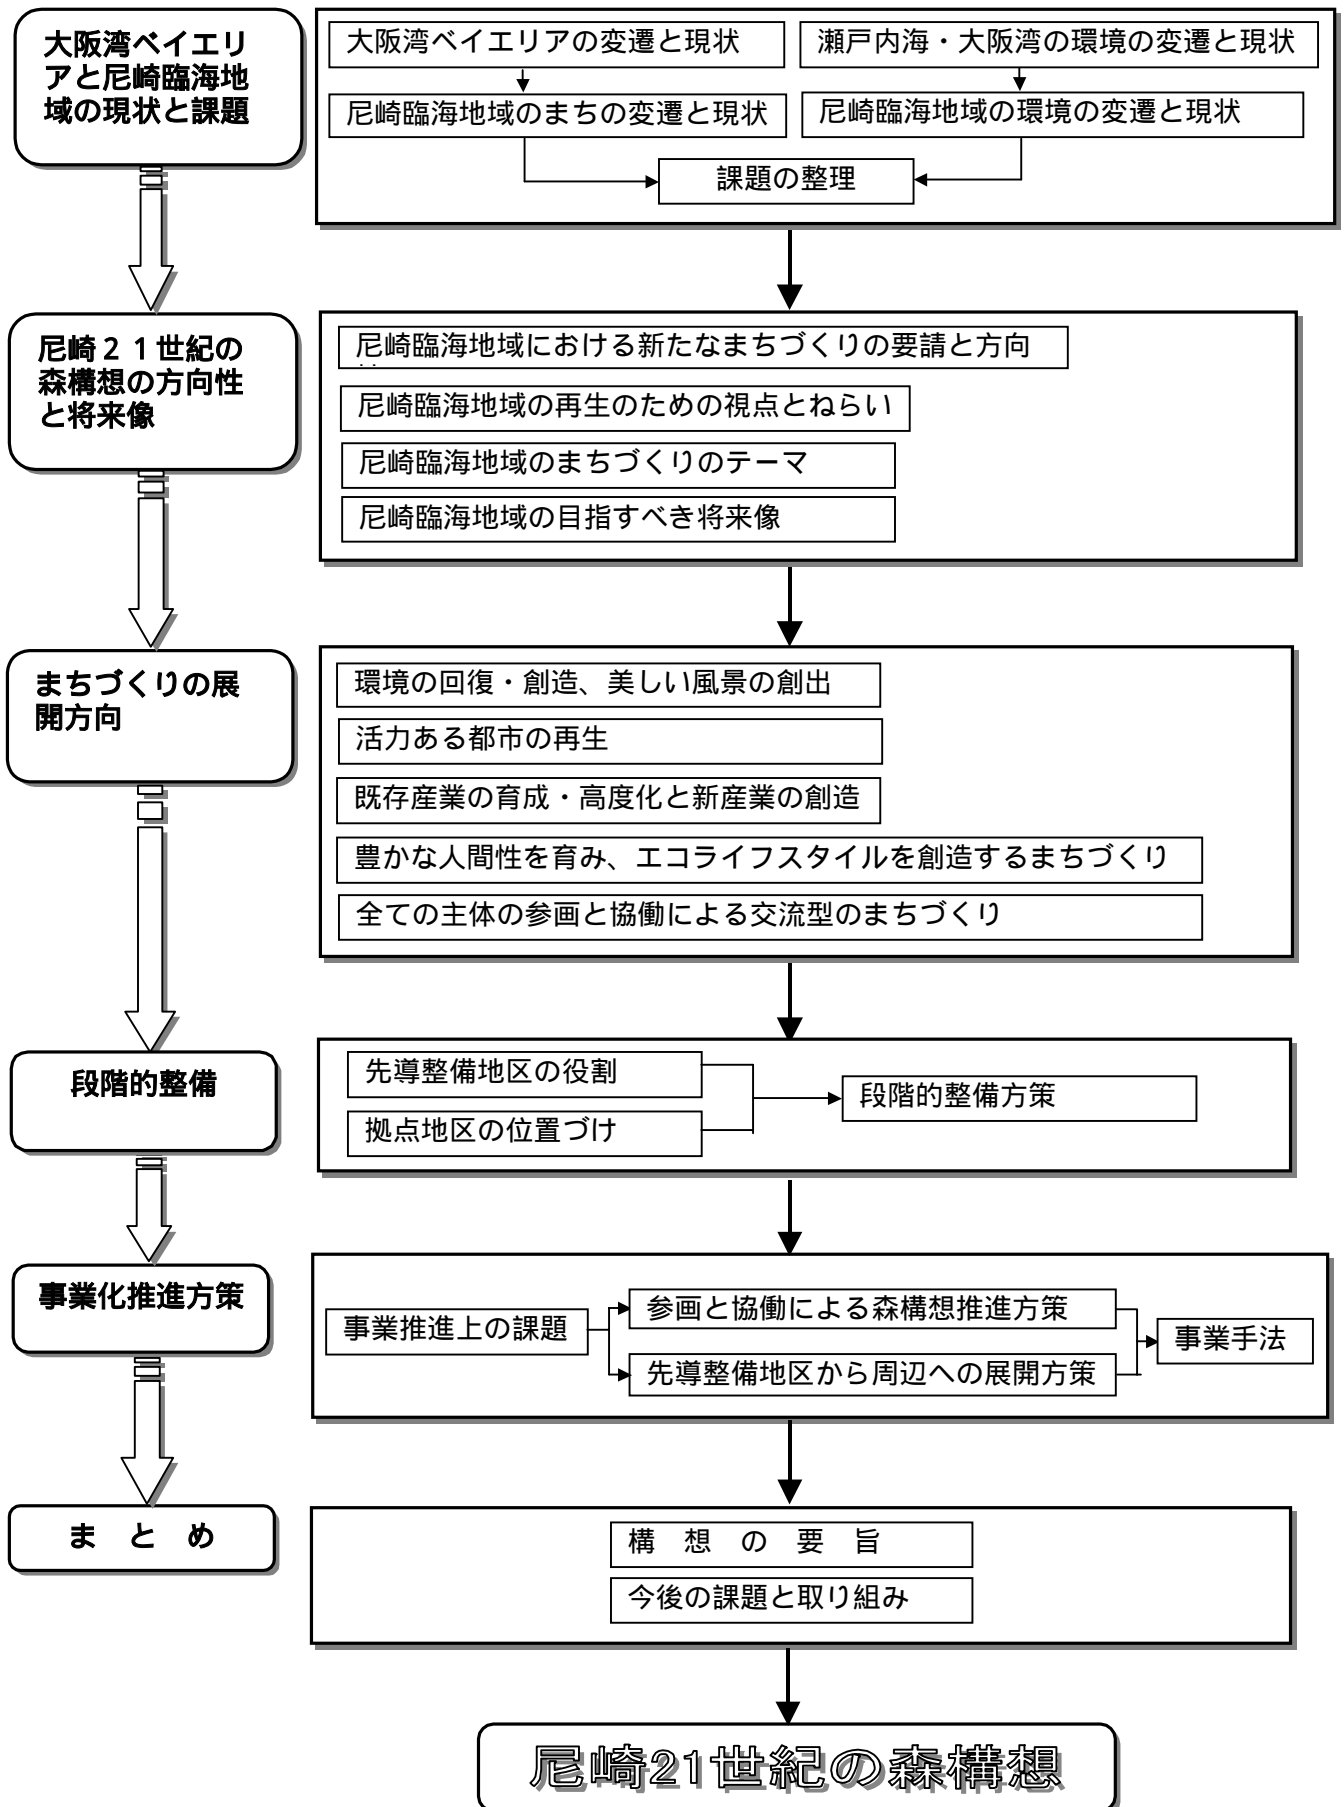 大阪湾ベイエリ
アと尼崎臨海地
域の現状と課題
大阪湾ベイエリアの変遷と現状
瀬戸内海・大阪湾の環境の変遷と現状
尼崎臨海地域のまちの変遷と現状
尼崎臨海地域の環境の変遷と現状
課題の整理
尼崎２１世紀の
森構想の方向性
と将来像
尼崎臨海地域における新たなまちづくりの要請と方向
尼崎臨海地域の再生のための視点とねらい
尼崎臨海地域のまちづくりのテーマ
尼崎臨海地域の目指すべき将来像
まちづくりの展
開方向
環境の回復・創造、美しい風景の創出
活力ある都市の再生
既存産業の育成・高度化と新産業の創造
豊かな人間性を育み、エコライフスタイルを創造するまちづくり
全ての主体の参画と協働による交流型のまちづくり
段階的整備
先導整備地区の役割
拠点地区の位置づけ
段階的整備方策
事業化推進方策
事業推進上の課題
参画と協働による森構想推進方策
先導整備地区から周辺への展開方策
事業手法
ま　と　め
構　想　の　要　旨
今後の課題と取り組み
尼崎21世紀の森構想